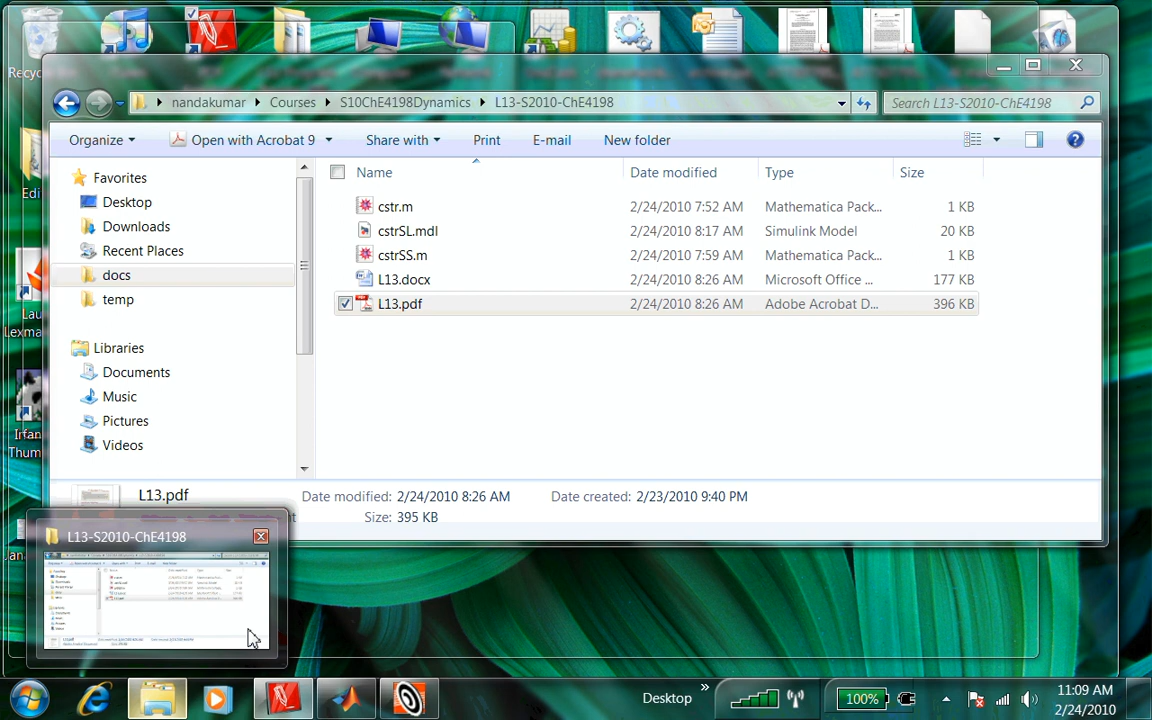 Recyc
nandakumar Courses S10ChE4198Dynamics L13-S2010-ChE4198
Search L13-S2010-ChE4198
Organize Open with Acrobat 9 Share with Print E-mail New folder
Favorites
Desktop
Downloads
Recent Places
docs
temp
Libraries
Documents
Music
Pictures
Videos
Name Date modified Type Size
cstr.m 2/24/2010 7:52 AM Mathematica Pack... 1 KB
cstrSL.mdl 2/24/2010 8:17 AM Simulink Model 20 KB
cstrSS.m 2/24/2010 7:59 AM Mathematica Pack... 1 KB
L13.docx 2/24/2010 8:26 AM Microsoft Office ... 177 KB
L13.pdf 2/24/2010 8:26 AM Adobe Acrobat D... 396 KB
Edi
Lau
Lexma
Irfan
Thum
L13.pdf Date modified: 2/24/2010 8:26 AM Date created: 2/23/2010 9:40 PM
Size: 395 KB
L13-S2010-ChE4198
Desktop »
100%
11:09 AM
2/24/2010